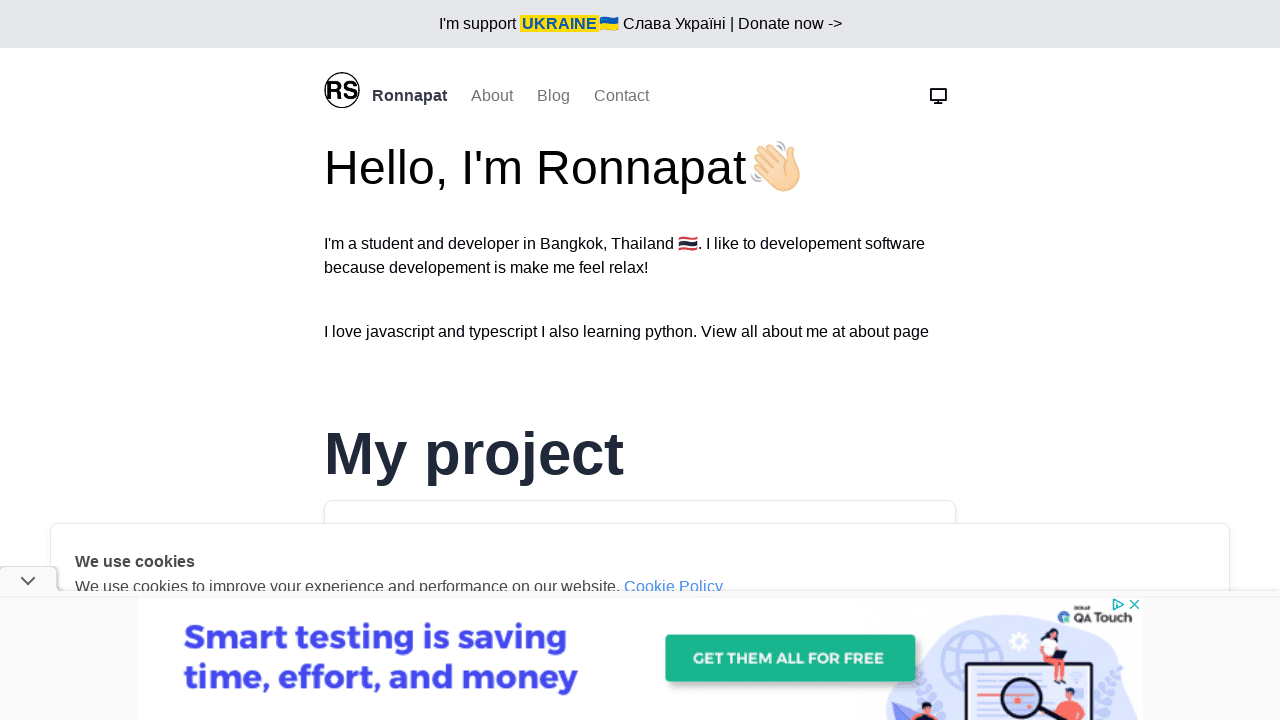 I'm support UKRAINE🇺🇦 Слава Україні | Donate now ->
RS Ronnapat About Blog Contact
Hello, I'm Ronnapat👋🏻
I'm a student and developer in Bangkok, Thailand 🇹🇭. I like to developement software
because developement is make me feel relax!
I love javascript and typescript I also learning python. View all about me at about page
My project
We use cookies
We use cookies to improve your experience and performance on our website. Cookie Policy
Smart testing is saving
time, effort, and money
GET THEM ALL FOR FREE
QA Touch